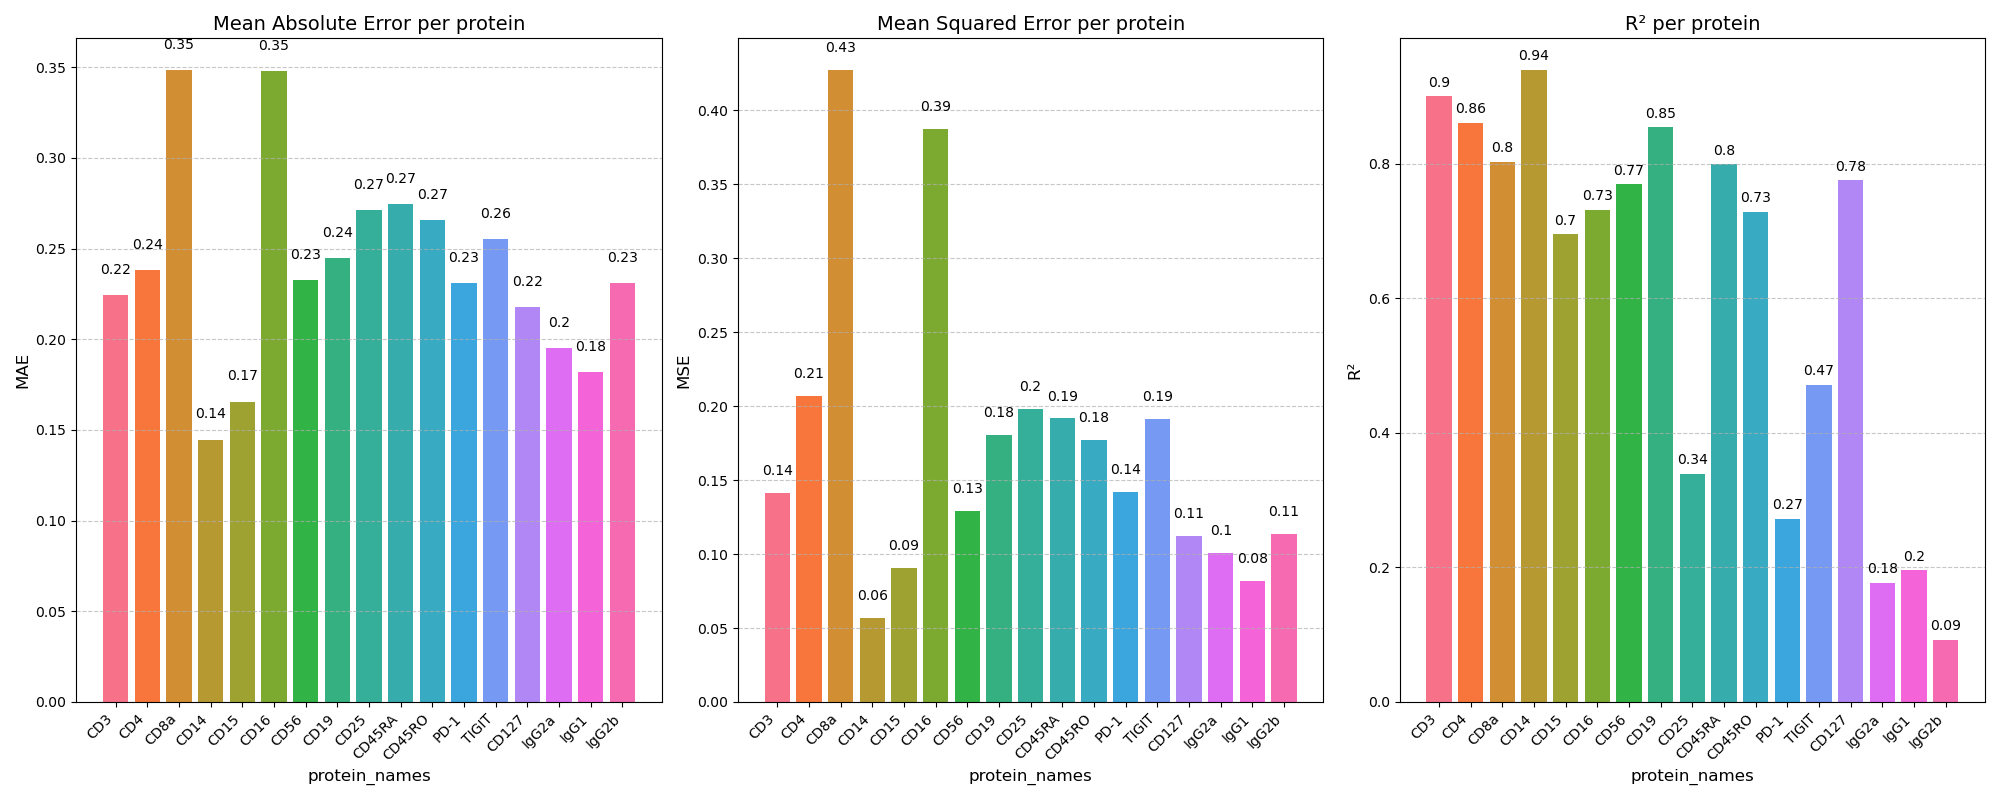 Mean Absolute Error per protein
0.35
0.30
0.25
0.20
0.15
0.10
0.05
0.00
MAE
0.22
0.24
0.35
0.14
0.17
0.35
0.23
0.24
0.27
0.27
0.27
0.23
0.26
0.22
0.2
0.18
0.23
CD3
CD4
CD8a
CD14
CD15
CD16
CD56
CD19
CD25
CD45RA
CD45RO
PD-1
TIGIT
CD127
IgG2a
IgG1
IgG2b
protein_names
Mean Squared Error per protein
0.40
0.35
0.30
0.25
0.20
0.15
0.10
0.05
0.00
MSE
0.14
0.21
0.43
0.06
0.09
0.39
0.13
0.18
0.2
0.19
0.18
0.14
0.19
0.11
0.1
0.08
0.11
CD3
CD4
CD8a
CD14
CD15
CD16
CD56
CD19
CD25
CD45RA
CD45RO
PD-1
TIGIT
CD127
IgG2a
IgG1
IgG2b
protein_names
R² per protein
0.8
0.6
0.4
0.2
0.0
R²
0.9
0.86
0.8
0.94
0.7
0.73
0.77
0.85
0.34
0.8
0.73
0.27
0.47
0.78
0.18
0.2
0.09
CD3
CD4
CD8a
CD14
CD15
CD16
CD56
CD19
CD25
CD45RA
CD45RO
PD-1
TIGIT
CD127
IgG2a
IgG1
IgG2b
protein_names